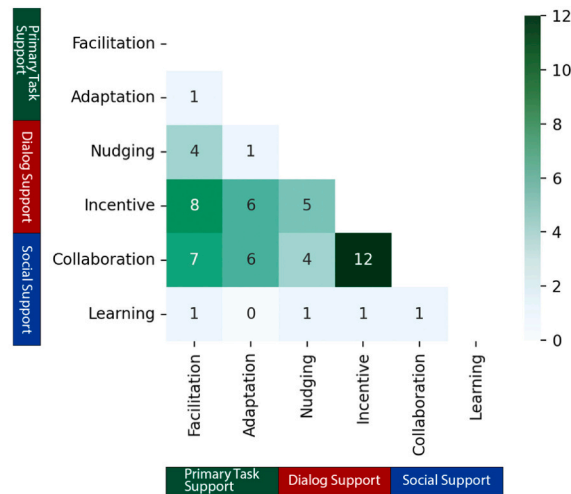 Primary Task
Support
Dialog Support
Social Support
Facilitation
Adaptation
Nudging
Incentive
Collaboration
Learning
1
4 1
8 6 5
7 6 4 12
1 0 1 1 1
12
10
8
6
4
2
0
Facilitation
Adaptation
Nudging
Incentive
Collaboration
Learning
Primary Task
Support
Dialog Support
Social Support